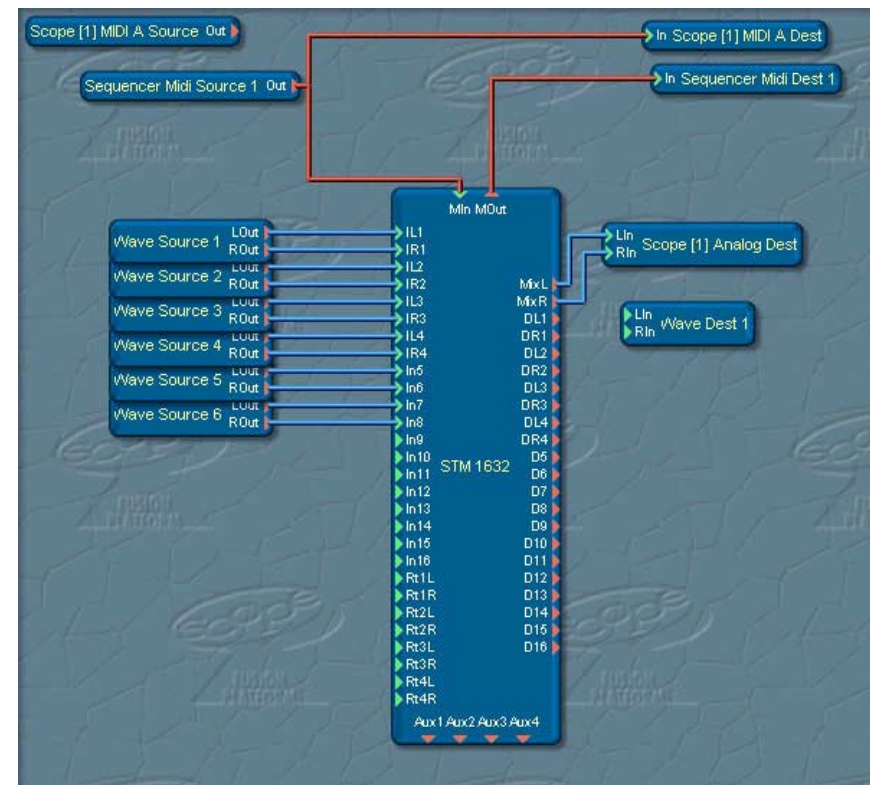 Scope [1] MIDI A Source Out
In Scope [1] MIDI A Dest
Sequencer Midi Source 1 Out
In Sequencer Midi Dest 1
FUSION
PLATFORM
MIn MOut
Wave Source 1 LOut
ROut
Wave Source 2 LOut
ROut
Wave Source 3 LOut
ROut
Wave Source 4 LOut
ROut
Wave Source 5 LOut
ROut
Wave Source 6 LOut
ROut
IL1
IR1
IL2
IR2
IL3
IR3
IL4
IR4
In5
In6
In7
In8
In9
In10
In11
In12
In13
In14
In15
In16
Rt1L
Rt1R
Rt2L
Rt2R
Rt3L
Rt3R
Rt4L
Rt4R
STM 1632
MixL
MixR
DL1
DR1
DL2
DR2
DL3
DR3
DL4
DR4
D5
D6
D7
D8
D9
D10
D11
D12
D13
D14
D15
D16
Aux1 Aux2 Aux3 Aux4
LIn
RIn
Scope [1] Analog Dest
LIn
RIn
Wave Dest 1
scope
FUSION
PLATFORM